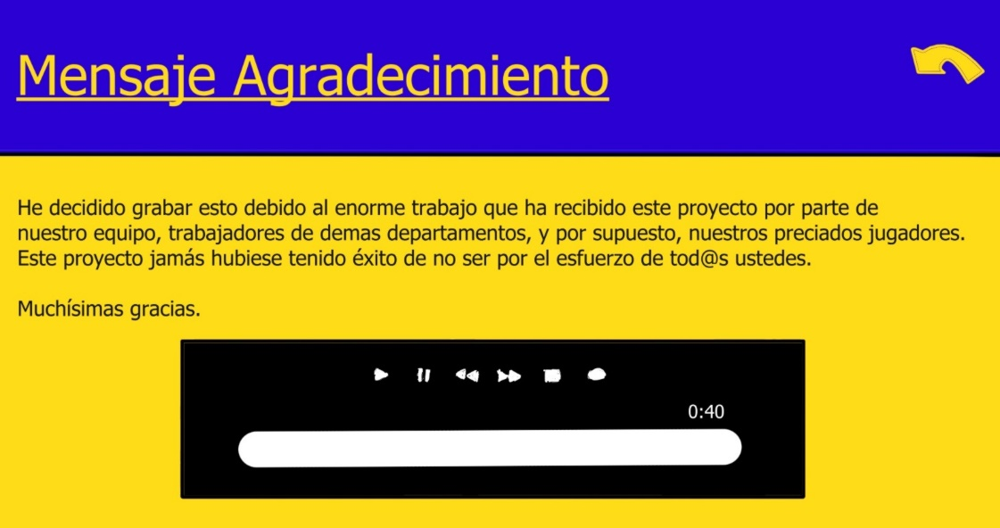 Mensaje Agradecimiento
He decidido grabar esto debido al enorme trabajo que ha recibido este proyecto por parte de
nuestro equipo, trabajadores de demas departamentos, y por supuesto, nuestros preciados jugadores.
Este proyecto jamás hubiese tenido éxito de no ser por el esfuerzo de tod@s ustedes.
Muchísimas gracias.
0:40